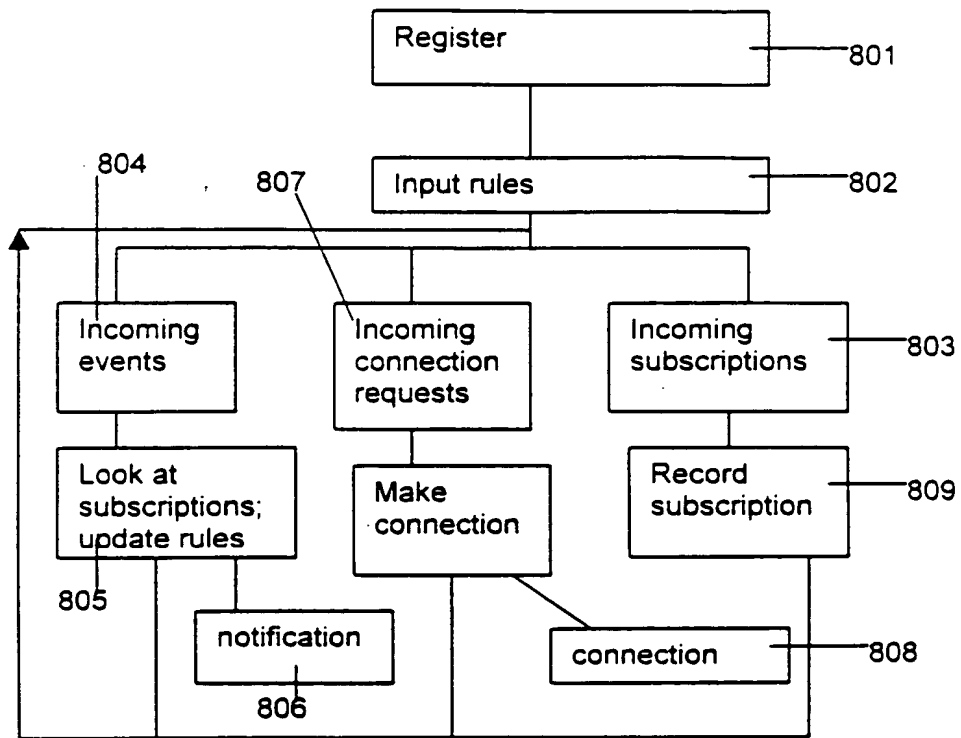 Register
801
804
807
Input rules
802
Incoming
events
Incoming
connection
requests
Incoming
subscriptions
803
Look at
subscriptions;
update rules
Make
connection
Record
subscription
809
805
notification
connection
808
806